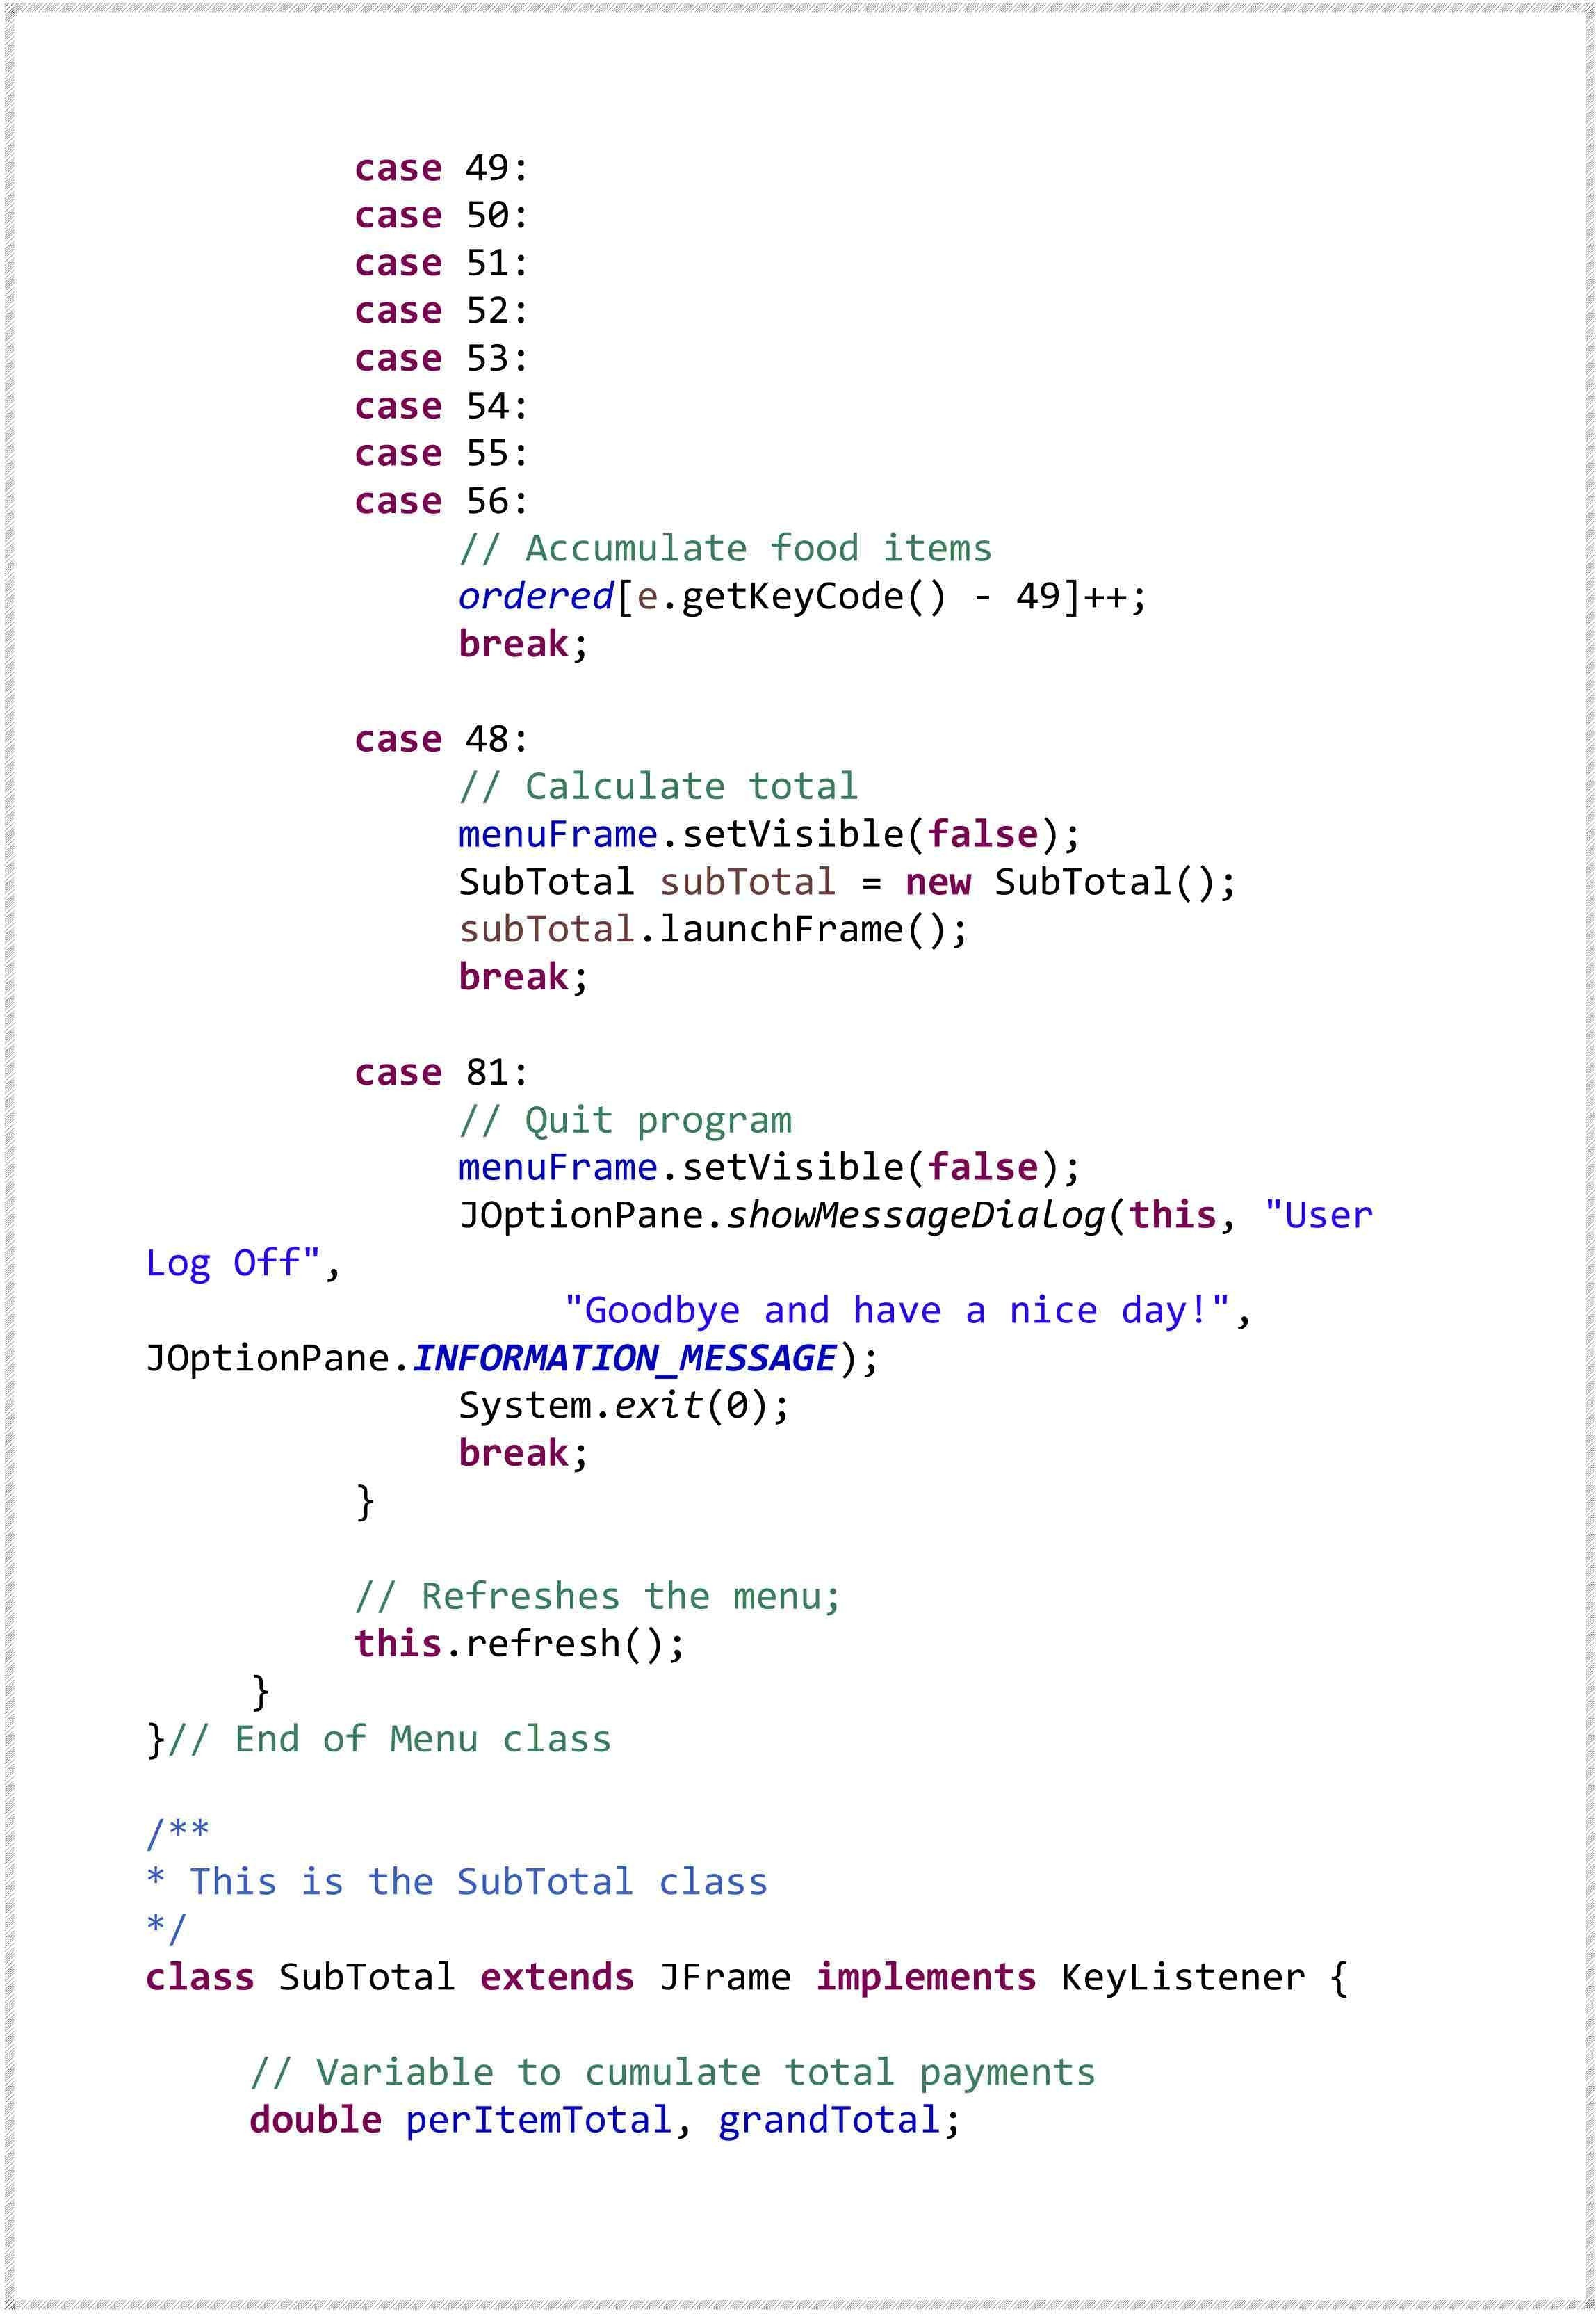 case 49:
case 50:
case 51:
case 52:
case 53:
case 54:
case 55:
case 56:
// Accumulate food items
ordered[e.getKeyCode() - 49]++;
break;
case 48:
// Calculate total
menuFrame.setVisible(false);
SubTotal subTotal = new SubTotal();
subTotal.launchFrame();
break;
case 81:
// Quit program
menuFrame.setVisible(false);
JOptionPane.showMessageDialog(this, "User
Log Off",
"Goodbye and have a nice day!",
JOptionPane.INFORMATION_MESSAGE);
System.exit(0);
break;
}
// Refreshes the menu;
this.refresh();
}
}// End of Menu class
/**
* This is the SubTotal class
*/
class SubTotal extends JFrame implements KeyListener {
// Variable to cumulate total payments
double perItemTotal, grandTotal;